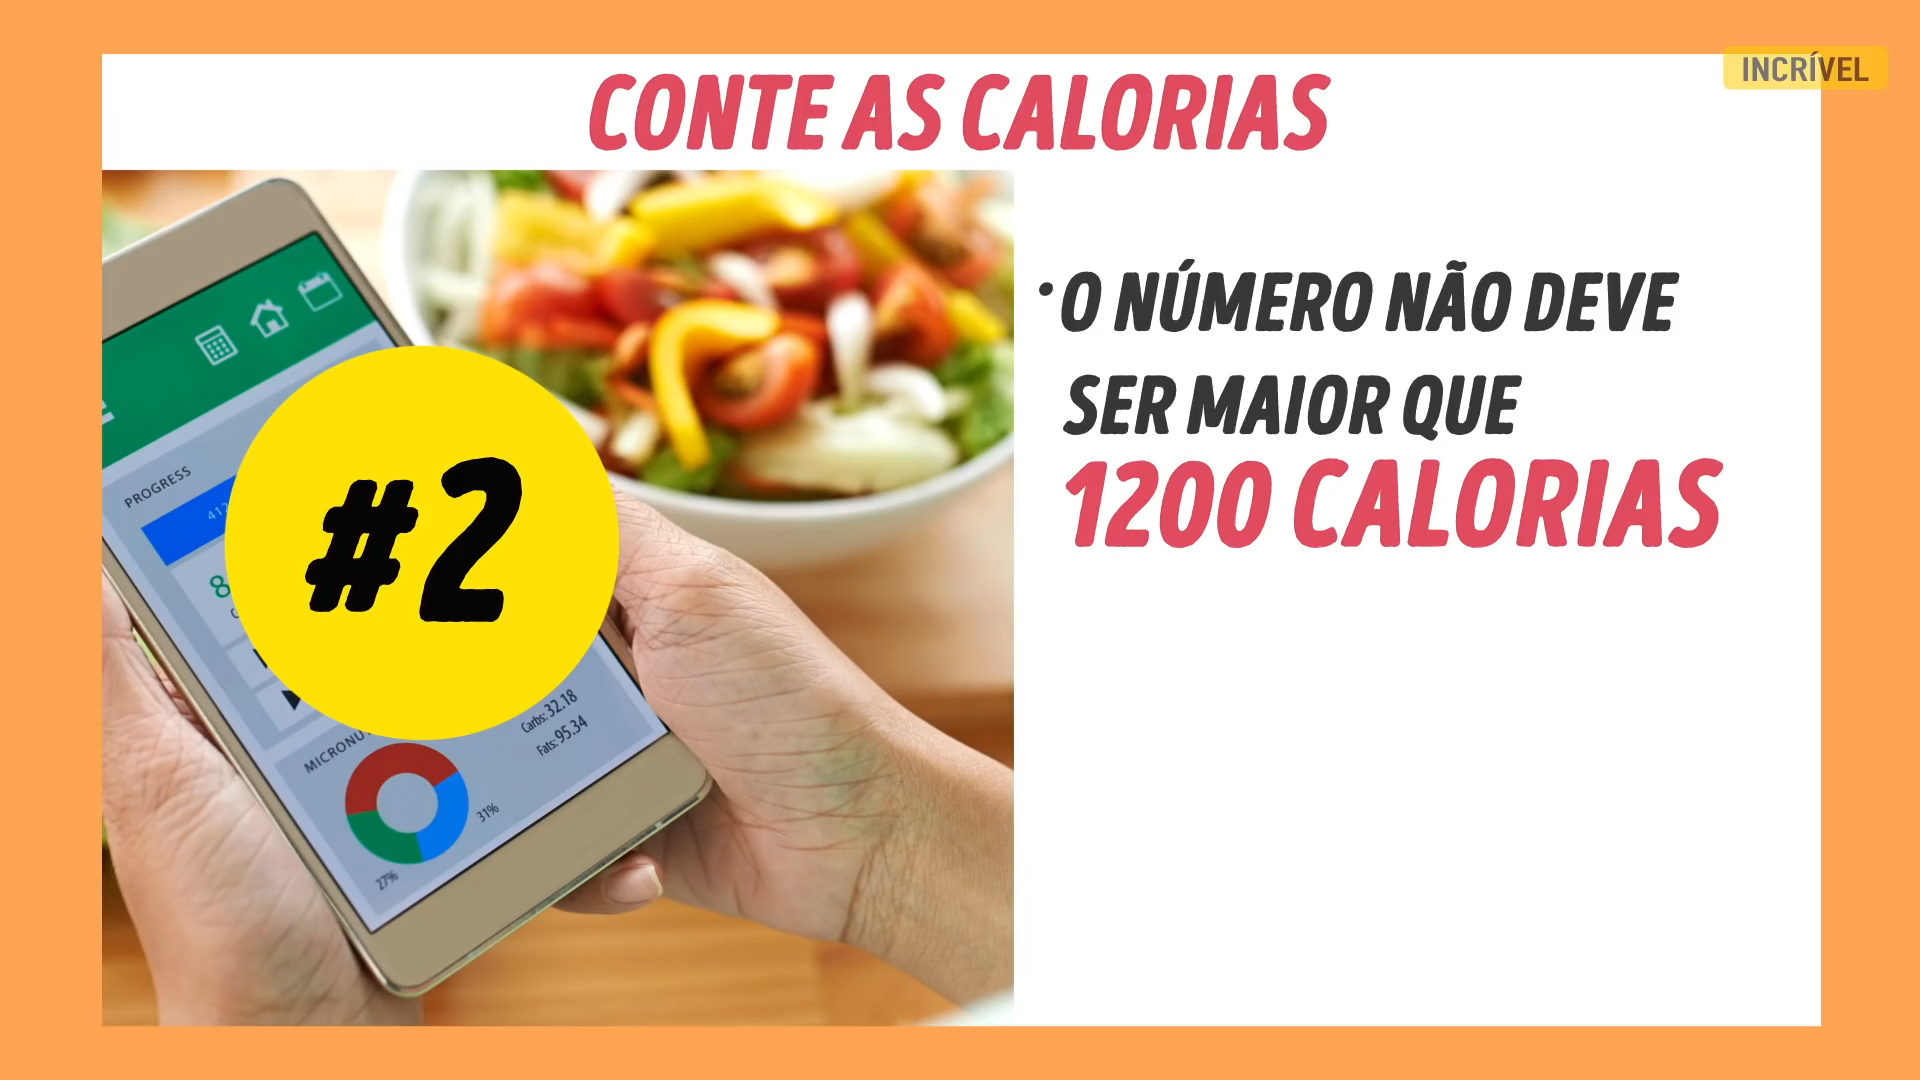 INCRÍVEL
CONTE AS CALORIAS
•O NÚMERO NÃO DEVE
SER MAIOR QUE
1200 CALORIAS
#2
PROGRESS
Carbs: 32.18
Fats: 95.34
31%
27%